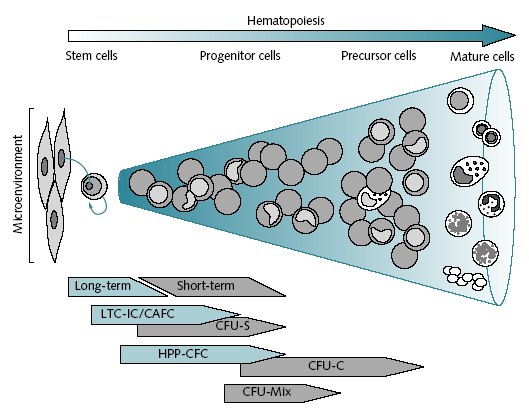 Hematopoiesis
Stem cells
Progenitor cells
Precursor cells
Mature cells
Microenvironment
Long-term
Short-term
LTC-IC/CAFC
CFU-S
HPP-CFC
CFU-C
CFU-Mix